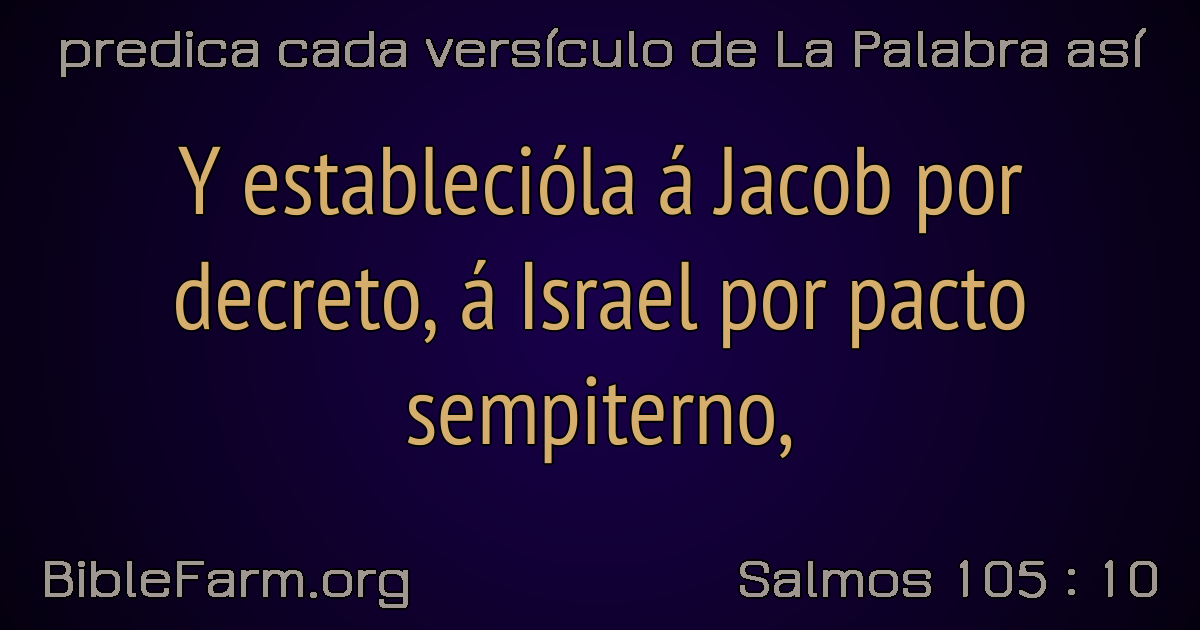 predica cada versículo de La Palabra así
Y establecióla á Jacob por
decreto, á Israel por pacto
sempiterno,
BibleFarm.org
Salmos 105 : 10